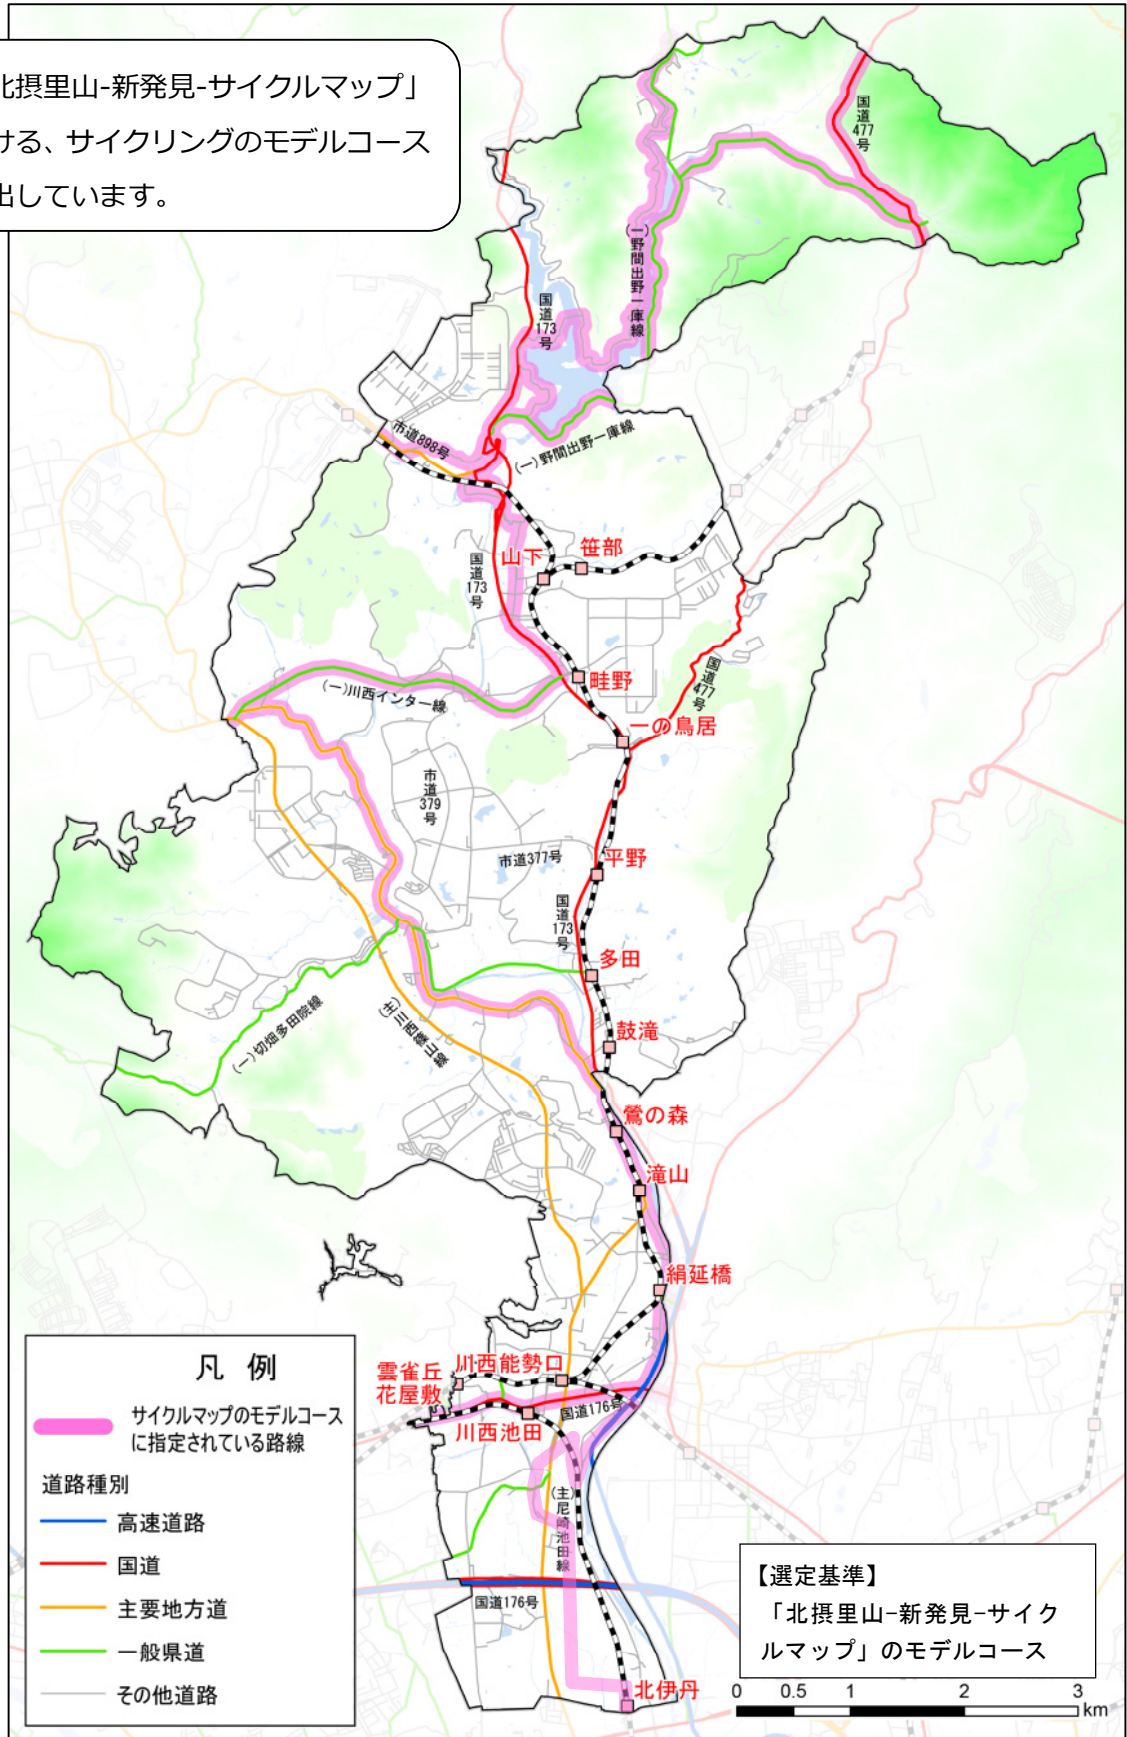 北摂里山-新発見-サイクルマップ」
ける、サイクリングのモデルコース
出しています。
国道477号
(一)野間出野一庫線
国道173号
市道898号
(一)野間出野一庫線
山下
笹部
国道173号
畦野
国道477号
(一)川西インター線
一の鳥居
市道379号
市道377号
平野
国道173号
多田
(一)切畑多田院線
(主)川西篠山線
鼓滝
鶯の森
滝山
絹延橋
雲雀丘
花屋敷
川西能勢口
国道176号
川西池田
(主)尼崎池田線
国道176号
北伊丹
凡 例
サイクルマップのモデルコース
に指定されている路線
道路種別
高速道路
国道
主要地方道
一般県道
その他道路
【選定基準】
「北摂里山-新発見-サイク
ルマップ」のモデルコース
0 0.5 1 2 3
km